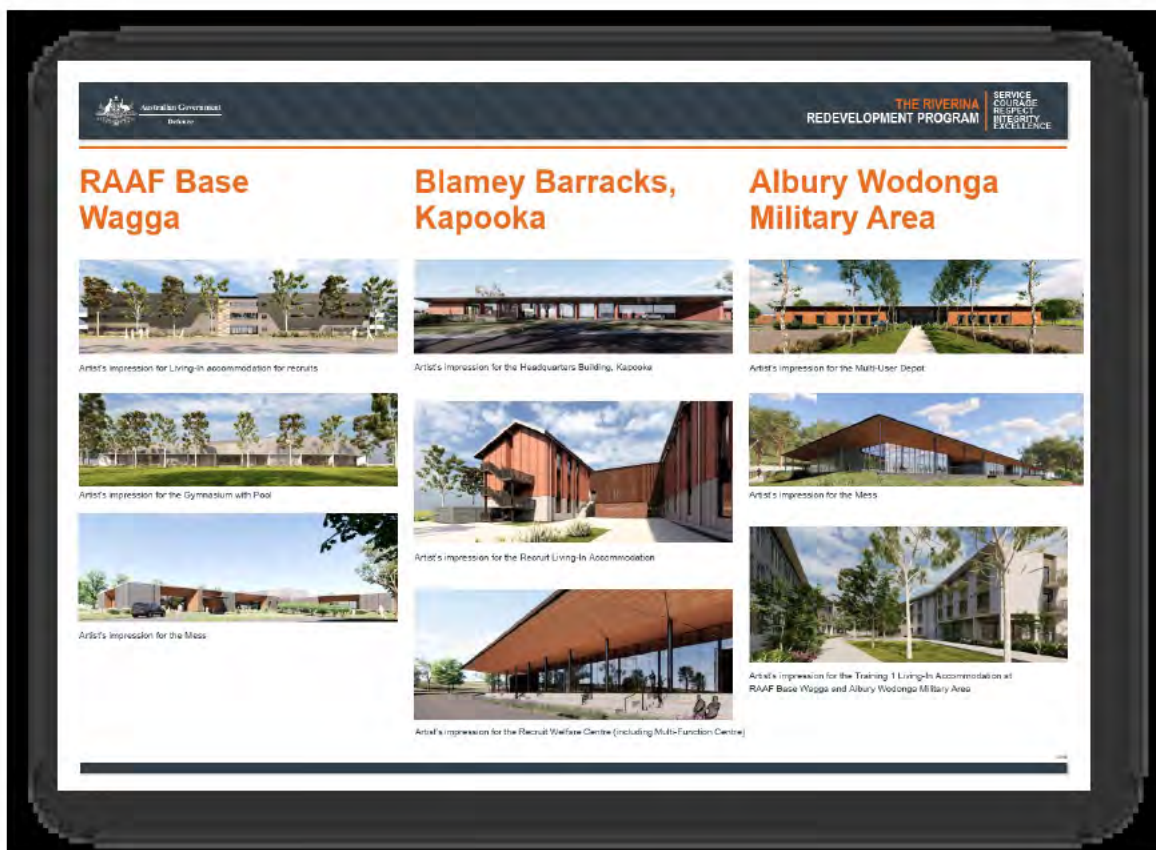 Australian Government
Defence
THE RIVERINA
REDEVELOPMENT PROGRAM
SERVICE
COURAGE
RESPECT
INTEGRITY
EXCELLENCE
RAAF Base
Wagga
Artist's impression for Living-In accommodation for recruits
Artist's impression for the Gymnasium with Pool
Artist's impression for the Mess
Blamey Barracks,
Kapooka
Artist's impression for the Headquarters Building, Kapooka
Artist's impression for the Recruit Living-In Accommodation
Artist's impression for the Recruit Welfare Centre (including Multi-Function Centre)
Albury Wodonga
Military Area
Artist's impression for the Multi-User Depot
Artist's impression for the Mess
Artist's impression for the Training 1 Living-In Accommodation at
RAAF Base Wagga and Albury Wodonga Military Area